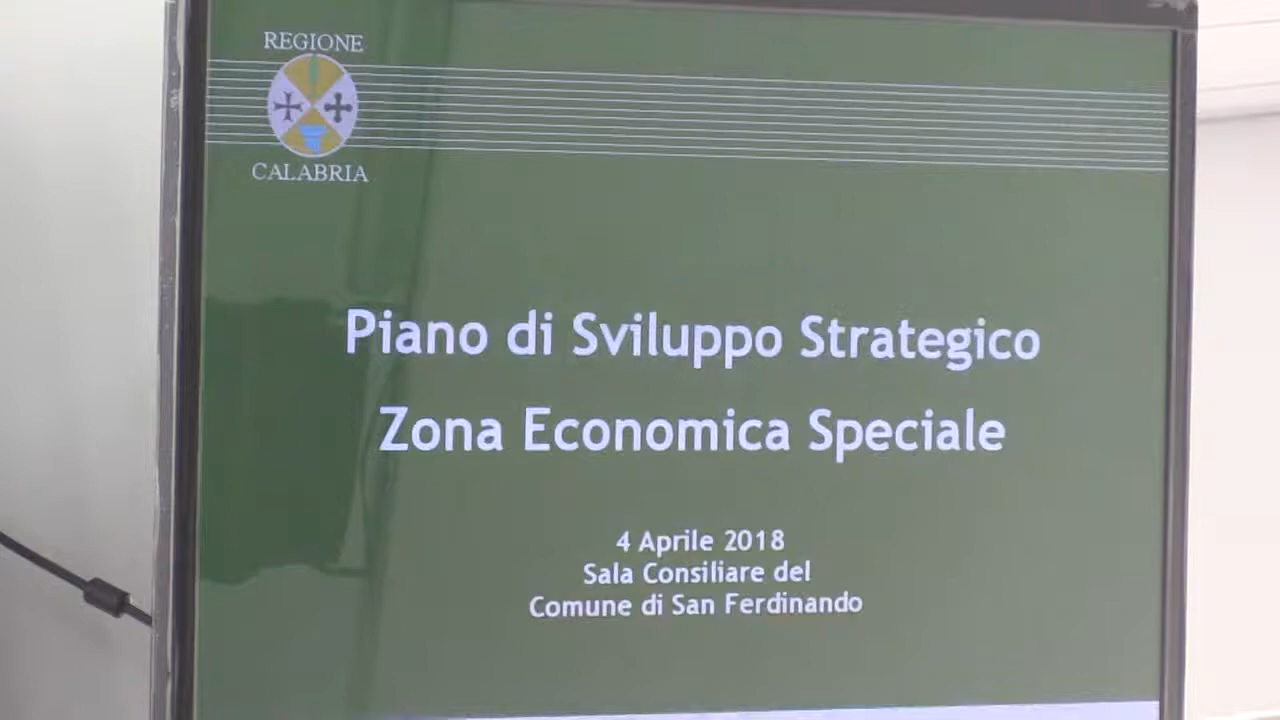 REGIONE
CALABRIA
Piano di Sviluppo Strategico
Zona Economica Speciale
4 Aprile 2018
Sala Consiliare del
Comune di San Ferdinando